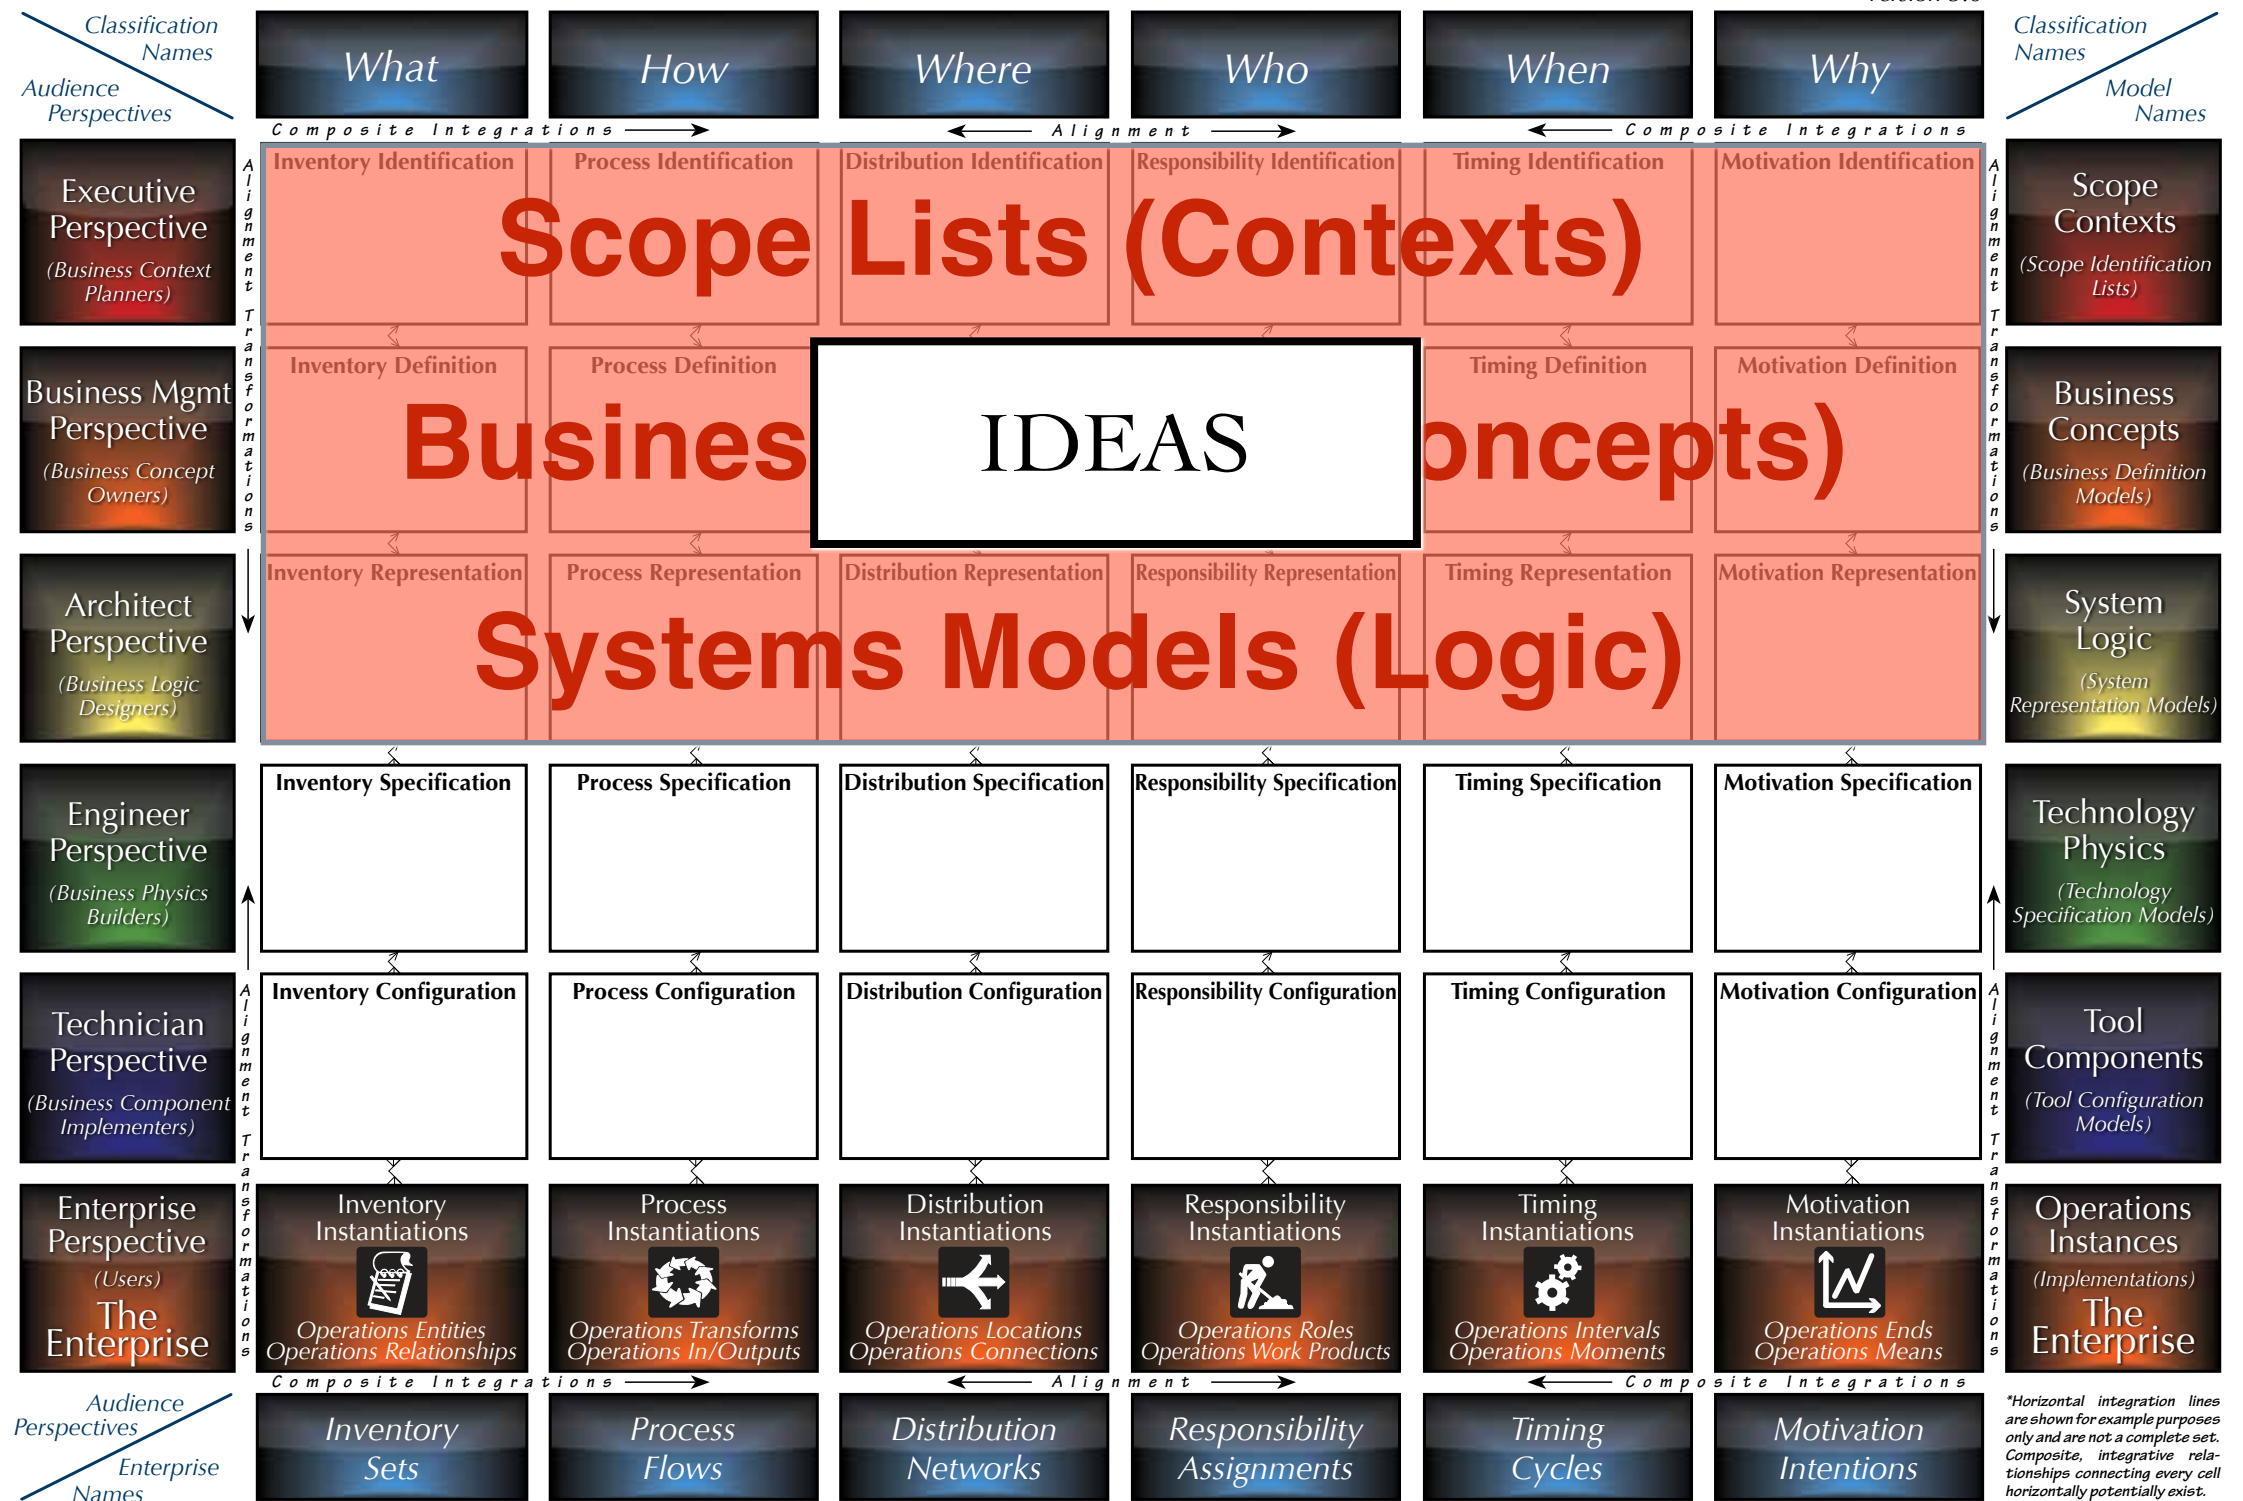 Classification
Names
Audience
Perspectives
What
How
Where
Who
When
Why
Classification
Names
Model
Names
Composite Integrations
Alignment
Composite Integrations
Executive
Perspective
(Business Context
Planners)
Alignment Transformations
Inventory Identification
Process Identification
Distribution Identification
Responsibility Identification
Timing Identification
Motivation Identification
Scope Lists (Contexts)
Alignment Transformations
Scope
Contexts
(Scope Identification
Lists)
Business Mgmt
Perspective
(Business Concept
Owners)
Inventory Definition
Process Definition
Timing Definition
Motivation Definition
Busines
IDEAS
oncepts)
Business
Concepts
(Business Definition
Models)
Architect
Perspective
(Business Logic
Designers)
Inventory Representation
Process Representation
Distribution Representation
Responsibility Representation
Timing Representation
Motivation Representation
Systems Models (Logic)
System
Logic
(System
Representation Models)
Engineer
Perspective
(Business Physics
Builders)
Inventory Specification
Process Specification
Distribution Specification
Responsibility Specification
Timing Specification
Motivation Specification
Technology
Physics
(Technology
Specification Models)
Technician
Perspective
(Business Component
Implementers)
Alignment Transformations
Inventory Configuration
Process Configuration
Distribution Configuration
Responsibility Configuration
Timing Configuration
Motivation Configuration
Alignment Transformations
Tool
Components
(Tool Configuration
Models)
Enterprise
Perspective
(Users)
The
Enterprise
Inventory
Instantiations
Operations Entities
Operations Relationships
Process
Instantiations
Operations Transforms
Operations In/Outputs
Distribution
Instantiations
Operations Locations
Operations Connections
Responsibility
Instantiations
Operations Roles
Operations Work Products
Timing
Instantiations
Operations Intervals
Operations Moments
Motivation
Instantiations
Operations Ends
Operations Means
Operations
Instances
(Implementations)
The
Enterprise
Composite Integrations
Alignment
Composite Integrations
Audience
Perspectives
Enterprise
Names
Inventory
Sets
Process
Flows
Distribution
Networks
Responsibility
Assignments
Timing
Cycles
Motivation
Intentions
*Horizontal integration lines
are shown for example purposes
only and are not a complete set.
Composite, integrative rela-
tionships connecting every cell
horizontally potentially exist.